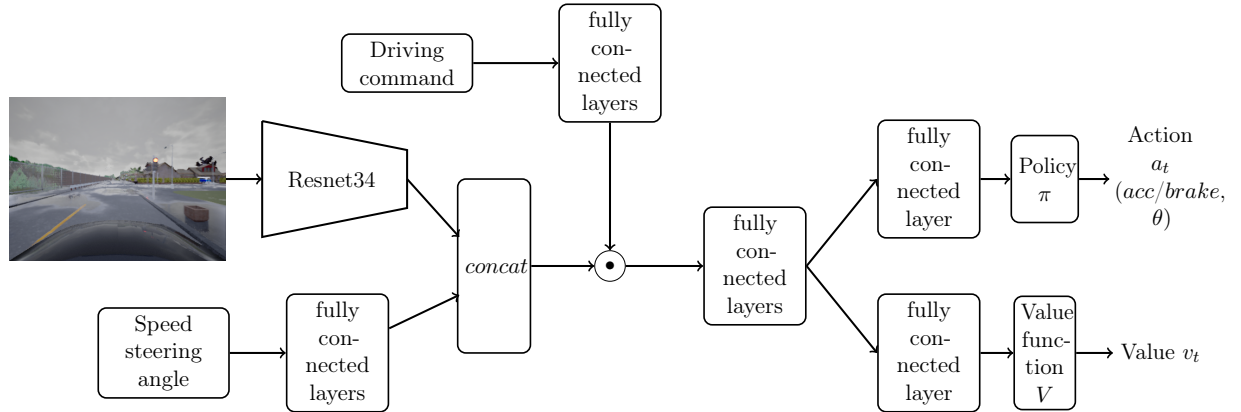 Driving
command
fully
con-
nected
layers
Resnet34
Speed
steering
angle
fully
con-
nected
layers
concat
fully
con-
nected
layers
fully
con-
nected
layer
Policy
π
Action
a_t
(acc/brake,
θ)
fully
con-
nected
layer
Value
func-
tion
V
Value v_t